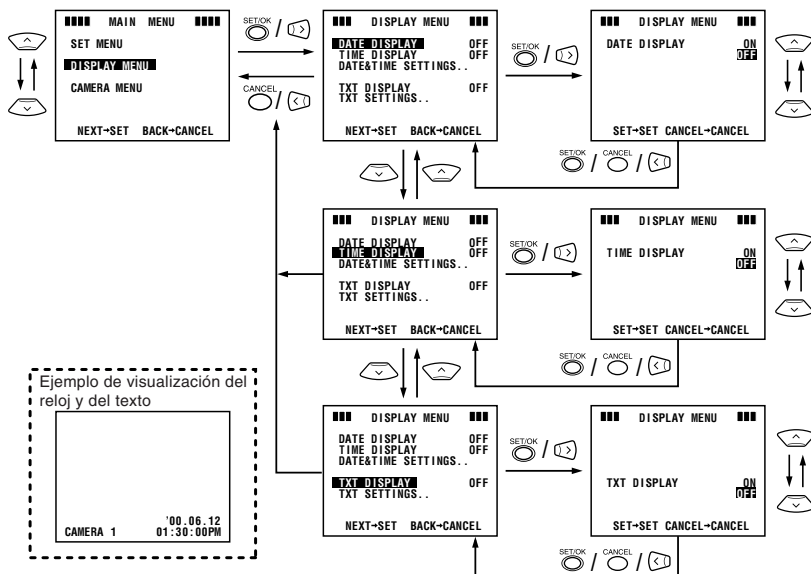 MAIN MENU
SET MENU
DISPLAY MENU
CAMERA MENU
NEXT→SET BACK→CANCEL
SET/OK
/
CANCEL
/
DISPLAY MENU
DATE DISPLAY OFF
TIME DISPLAY OFF
DATE&TIME SETTINGS..
TXT DISPLAY OFF
TXT SETTINGS..
NEXT→SET BACK→CANCEL
SET/OK
/
DISPLAY MENU
DATE DISPLAY ON
OFF
SET→SET CANCEL→CANCEL
SET/OK / CANCEL /
DISPLAY MENU
DATE DISPLAY OFF
TIME DISPLAY OFF
DATE&TIME SETTINGS..
TXT DISPLAY OFF
TXT SETTINGS..
NEXT→SET BACK→CANCEL
SET/OK
/
DISPLAY MENU
TIME DISPLAY ON
OFF
SET→SET CANCEL→CANCEL
SET/OK / CANCEL /
Ejemplo de visualización del
reloj y del texto
'00.06.12
CAMERA 1 01:30:00PM
DISPLAY MENU
DATE DISPLAY OFF
TIME DISPLAY OFF
DATE&TIME SETTINGS..
TXT DISPLAY OFF
TXT SETTINGS..
NEXT→SET BACK→CANCEL
SET/OK
/
DISPLAY MENU
TXT DISPLAY ON
OFF
SET→SET CANCEL→CANCEL
SET/OK / CANCEL /